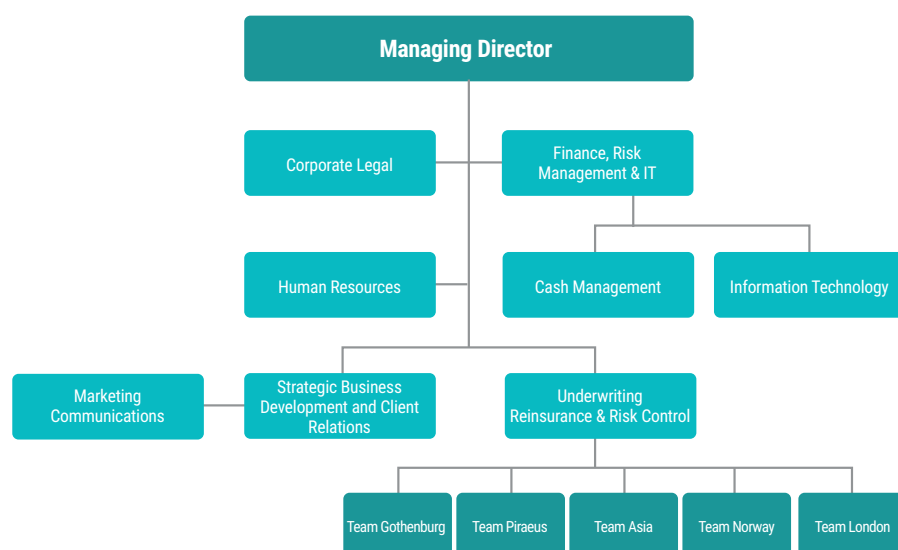 Managing Director
Corporate Legal
Finance, Risk
Management & IT
Human Resources
Cash Management
Information Technology
Marketing
Communications
Strategic Business
Development and Client
Relations
Underwriting
Reinsurance & Risk Control
Team Gothenburg
Team Piraeus
Team Asia
Team Norway
Team London